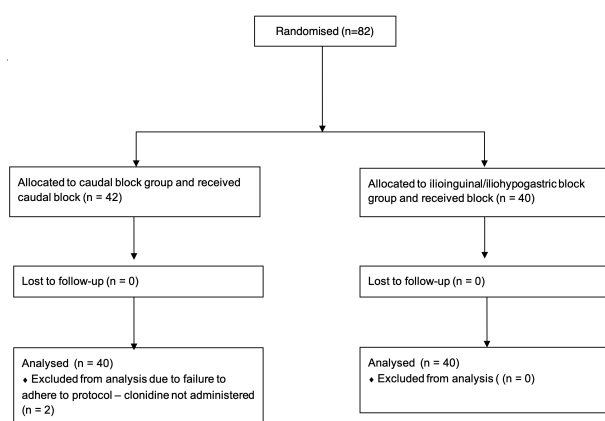 Randomised (n=82)
Allocated to caudal block group and received
caudal block (n = 42)
Allocated to ilioinguinal/iliohypogastric block
group and received block (n = 40)
Lost to follow-up (n = 0)
Lost to follow-up (n = 0)
Analysed (n = 40)
♦ Excluded from analysis due to failure to
adhere to protocol – clonidine not administered
(n = 2)
Analysed (n = 40)
♦ Excluded from analysis ( (n = 0)